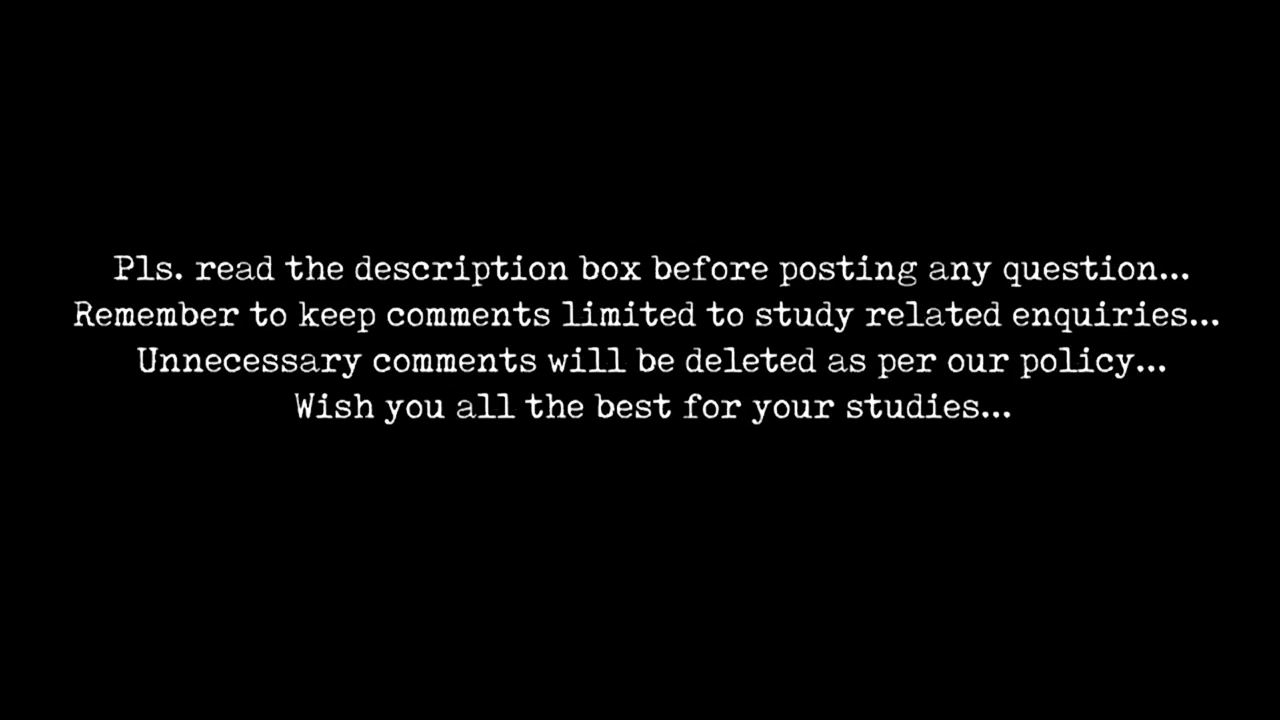 Pls. read the description box before posting any question...
Remember to keep comments limited to study related enquiries...
Unnecessary comments will be deleted as per our policy...
Wish you all the best for your studies...